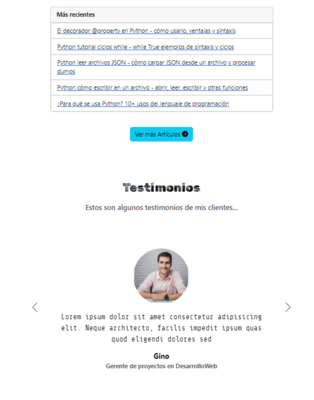 Más recientes
El decorador @property en Python - cómo usarlo, ventajas y sintaxis
Python tutorial ciclos while - while True ejemplos de sintaxis y ciclos
Python leer archivos JSON - cómo cargar JSON desde un archivo y procesar
dumps
Python cómo escribir en un archivo - abrir, leer, escribir y otras funciones
¿Para qué se usa Python? 10+ usos del lenguaje de programación
Ver más Artículos
Testimonios
Estos son algunos testimonios de mis clientes...
Lorem ipsum dolor sit amet consectetur adipisicing
elit. Neque architecto, facilis impedit ipsum quas
quod eligendi dolores sed
Gino
Gerente de proyectos en DesarrolloWeb